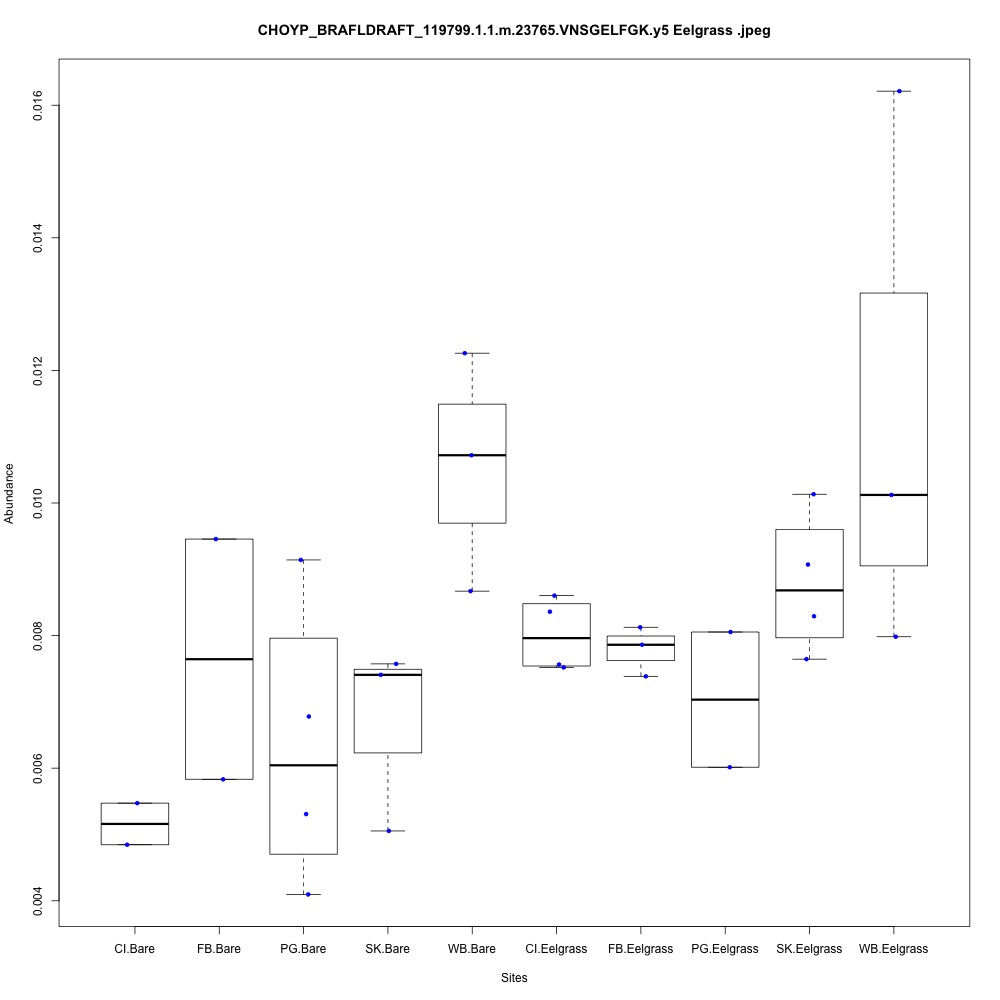 CHOYP_BRAFLDRAFT_119799.1.1.m.23765.VNSGELFGK.y5 Eelgrass .jpeg
0.016
0.014
0.012
0.010
0.008
0.006
0.004
Abundance
CI.Bare FB.Bare PG.Bare SK.Bare WB.Bare CI.Eelgrass FB.Eelgrass PG.Eelgrass SK.Eelgrass WB.Eelgrass
Sites